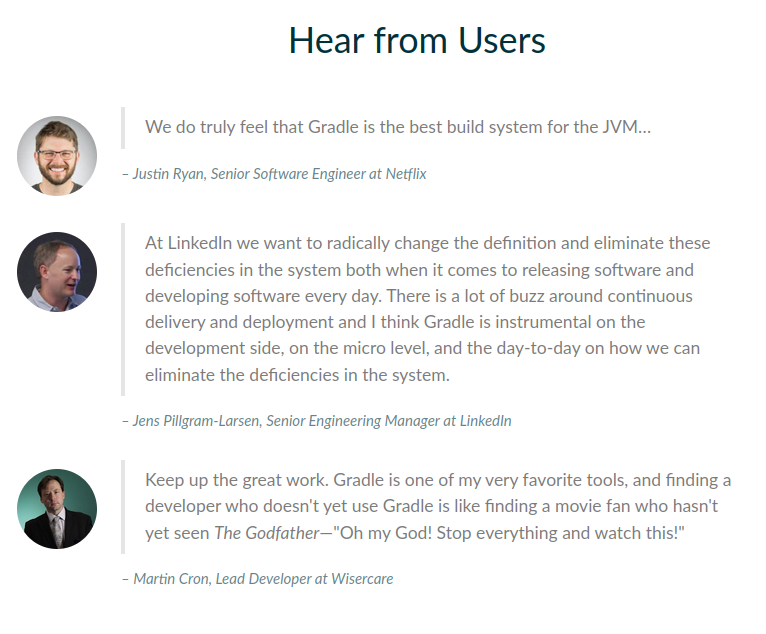 Hear from Users
We do truly feel that Gradle is the best build system for the JVM...
– Justin Ryan, Senior Software Engineer at Netflix
At LinkedIn we want to radically change the definition and eliminate these
deficiencies in the system both when it comes to releasing software and
developing software every day. There is a lot of buzz around continuous
delivery and deployment and I think Gradle is instrumental on the
development side, on the micro level, and the day-to-day on how we can
eliminate the deficiencies in the system.
– Jens Pillgram-Larsen, Senior Engineering Manager at LinkedIn
Keep up the great work. Gradle is one of my very favorite tools, and finding a
developer who doesn't yet use Gradle is like finding a movie fan who hasn't
yet seen The Godfather—"Oh my God! Stop everything and watch this!"
– Martin Cron, Lead Developer at Wisercare